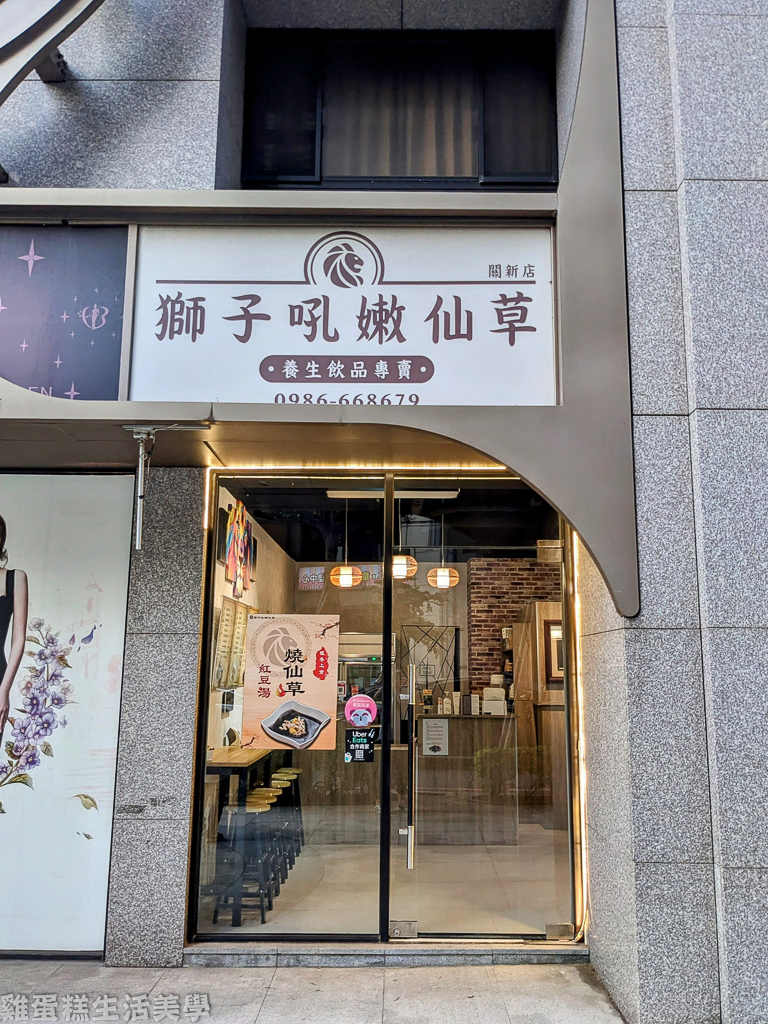 關新店
獅子吼嫩仙草
·養生飲品專賣·
0986-668679
EN
燒仙草
紅豆湯
Uber
Eats
合作商家
雞蛋糕生活美學